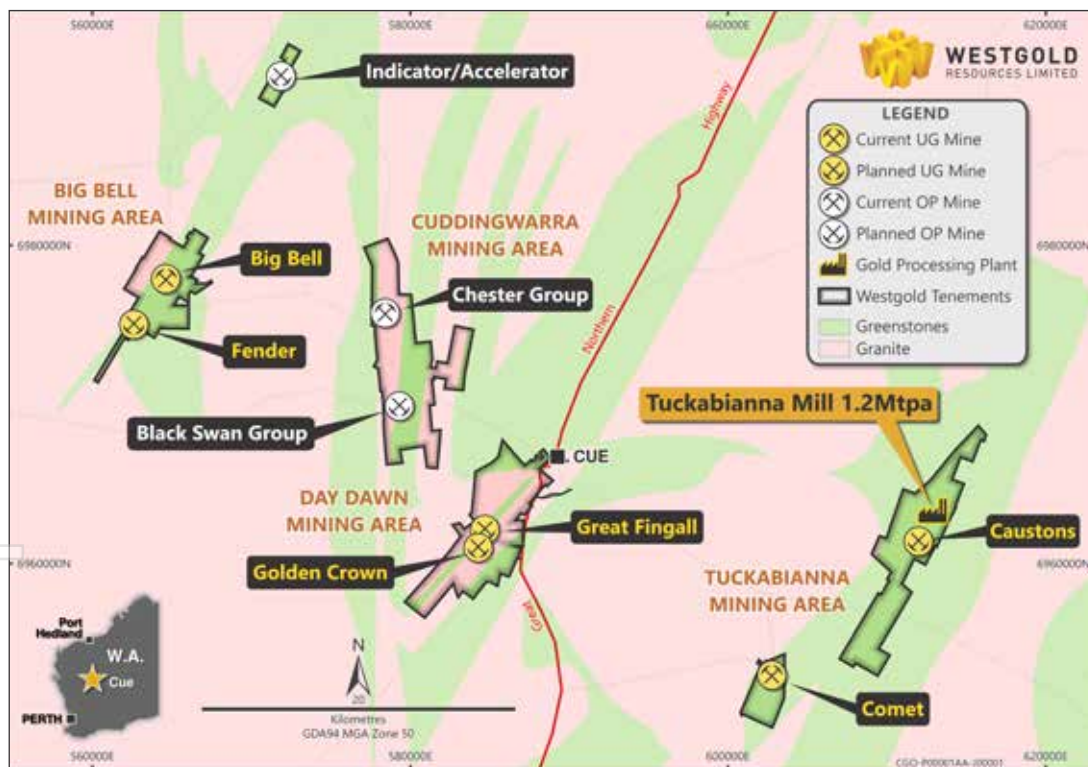 560000E
580000E
660000E
620000E
WESTGOLD
RESOURCES LIMITED
Indicator/Accelerator
Highway
LEGEND
Current UG Mine
Planned UG Mine
Current OP Mine
Planned OP Mine
Gold Processing Plant
Westgold Tenements
Greenstones
Granite
BIG BELL
MINING AREA
CUDDINGWARRA
MINING AREA
6980000N
6980000N
Big Bell
Chester Group
Fender
Northern
Tuckabianna Mill 1.2Mtpa
Black Swan Group
CUE
DAY DAWN
MINING AREA
Great Fingall
Caustons
Golden Crown
6960000N
6960000N
TUCKABIANNA
MINING AREA
Great
Port
Hedland
W.A.
Cue
PERTH
N
20
Kilometres
GDA94 MGA Zone 50
Comet
560000E
580000E
600000E
620000E
CGO-P00061AA-J00001